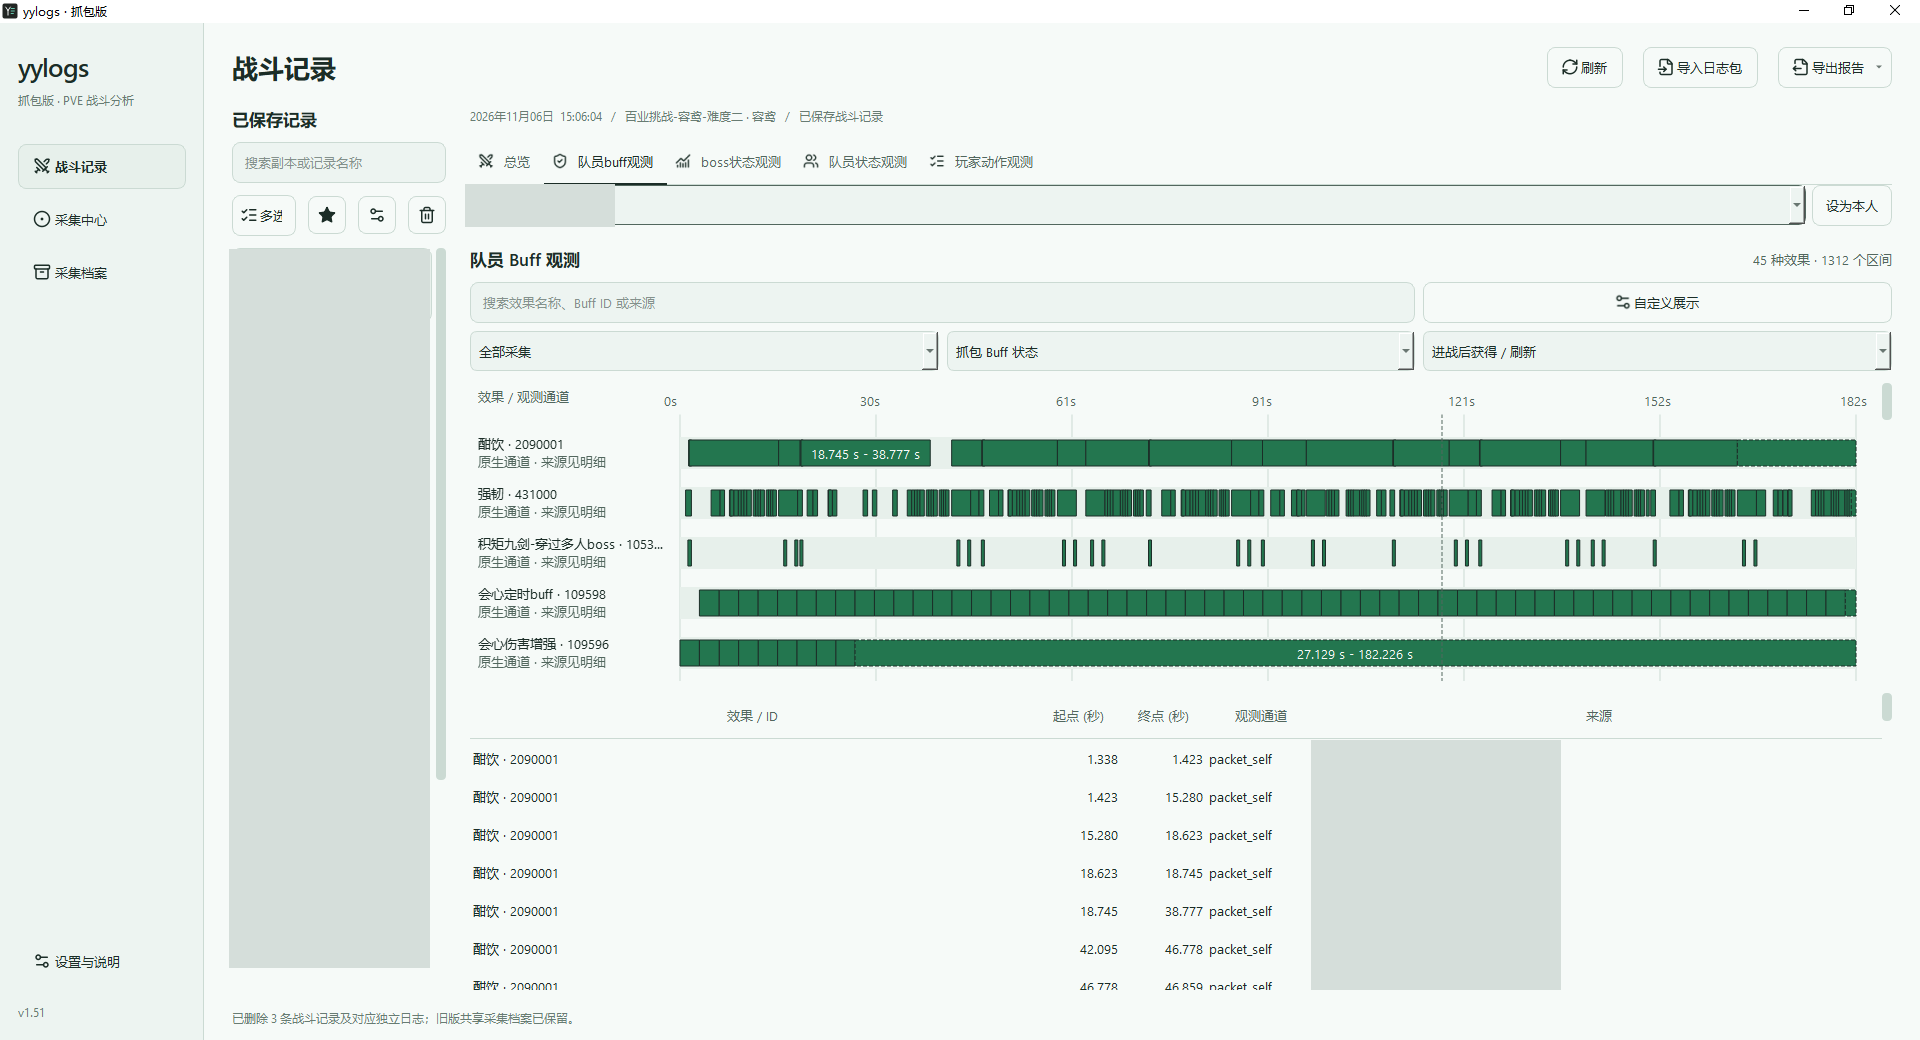 yylogs · 抓包版
yylogs
抓包版 · PVE 战斗分析
战斗记录
采集中心
采集档案
设置与说明
v1.51
战斗记录
刷新
导入日志包
导出报告
已保存记录
搜索副本或记录名称
多选
2026年11月06日 15:06:04 / 百业挑战-容鸢-难度二 · 容鸢 / 已保存战斗记录
总览
队员buff观测
boss状态观测
队员状态观测
玩家动作观测
设为本人
队员 Buff 观测
45 种效果 · 1312 个区间
搜索效果名称、Buff ID 或来源
自定义展示
全部采集
抓包 Buff 状态
进战后获得 / 刷新
效果 / 观测通道
0s 30s 61s 91s 121s 152s 182s
酣饮 · 2090001
原生通道 · 来源见明细
18.745 s - 38.777 s
强韧 · 431000
原生通道 · 来源见明细
积矩九剑-穿过多人boss · 1053...
原生通道 · 来源见明细
会心定时buff · 109598
原生通道 · 来源见明细
会心伤害增强 · 109596
原生通道 · 来源见明细
27.129 s - 182.226 s
效果 / ID 起点 (秒) 终点 (秒) 观测通道 来源
酣饮 · 2090001 1.338 1.423 packet_self
酣饮 · 2090001 1.423 15.280 packet_self
酣饮 · 2090001 15.280 18.623 packet_self
酣饮 · 2090001 18.623 18.745 packet_self
酣饮 · 2090001 18.745 38.777 packet_self
酣饮 · 2090001 42.095 46.778 packet_self
酣饮 · 2090001 46.778 46.859 packet_self
已删除 3 条战斗记录及对应独立日志；旧版共享采集档案已保留。